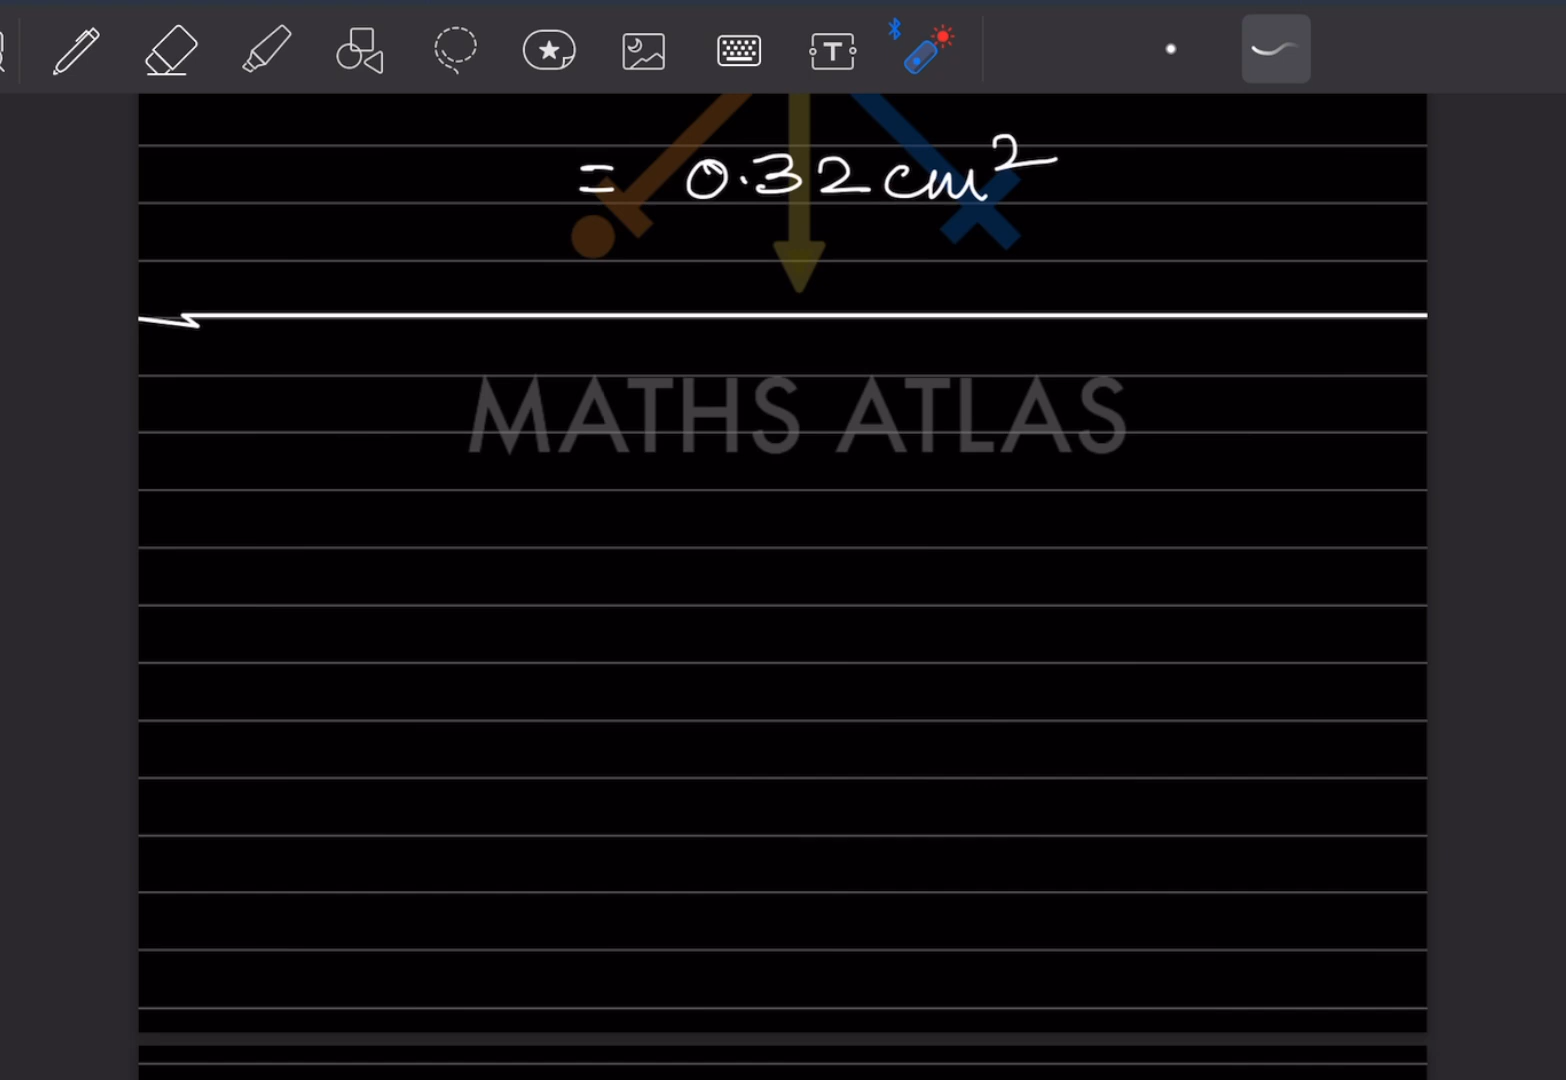 = 0.32 cm²
MATHS ATLAS